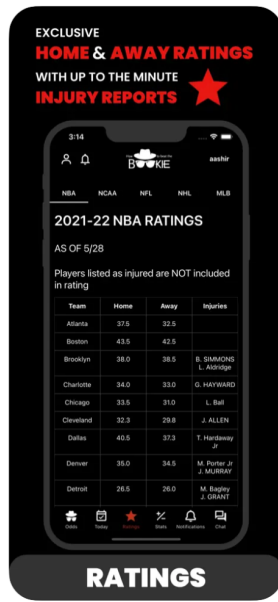 EXCLUSIVE
HOME & AWAY RATINGS
WITH UP TO THE MINUTE
INJURY REPORTS
3:14
BOOKIE
aashir
NBA NCAA NFL NHL MLB
2021-22 NBA RATINGS
AS OF 5/28
Players listed as injured are NOT included
in rating
Team Home Away Injuries
Atlanta 37.5 32.5
Boston 43.5 42.5
Brooklyn 38.0 38.5 B. SIMMONS
L. Aldridge
Charlotte 34.0 33.0 G. HAYWARD
Chicago 33.5 31.0 L. Ball
Cleveland 32.3 29.8 J. ALLEN
Dallas 40.5 37.3 T. Hardaway
Jr
Denver 35.0 34.5 M. Porter Jr
J. MURRAY
Detroit 26.5 26.0 M. Bagley
J. GRANT
Odds Today Ratings Stats Notifications Chat
RATINGS